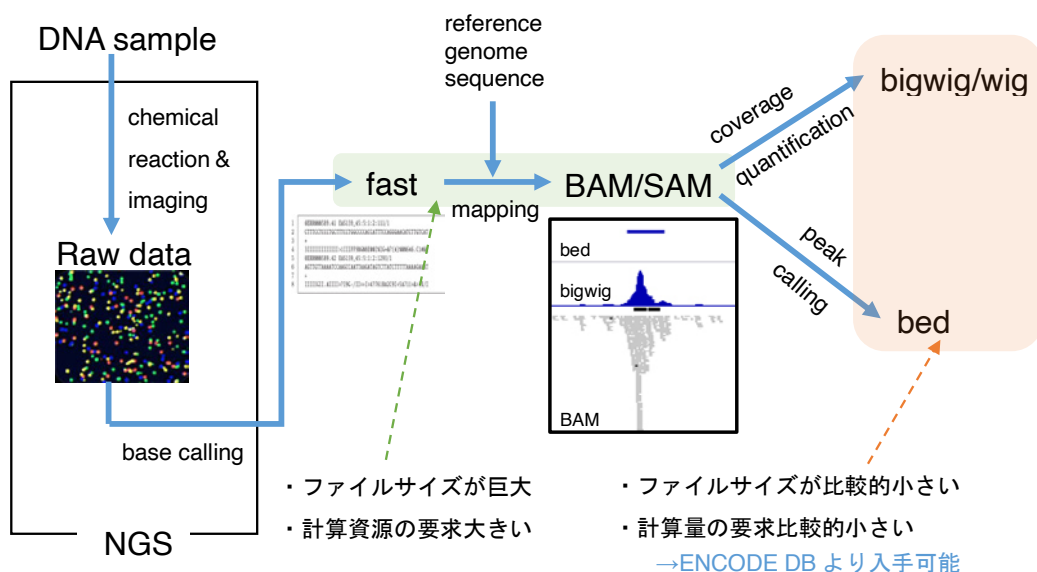 DNA sample
chemical
reaction &
imaging
Raw data
base calling
NGS
reference
genome
sequence
fast
mapping
BAM/SAM
coverage
quantification
peak
calling
bigwig/wig
bed
bed
bigwig
BAM
・ファイルサイズが巨大
・計算資源の要求大きい
・ファイルサイズが比較的小さい
・計算量の要求比較的小さい
→ENCODE DB より入手可能